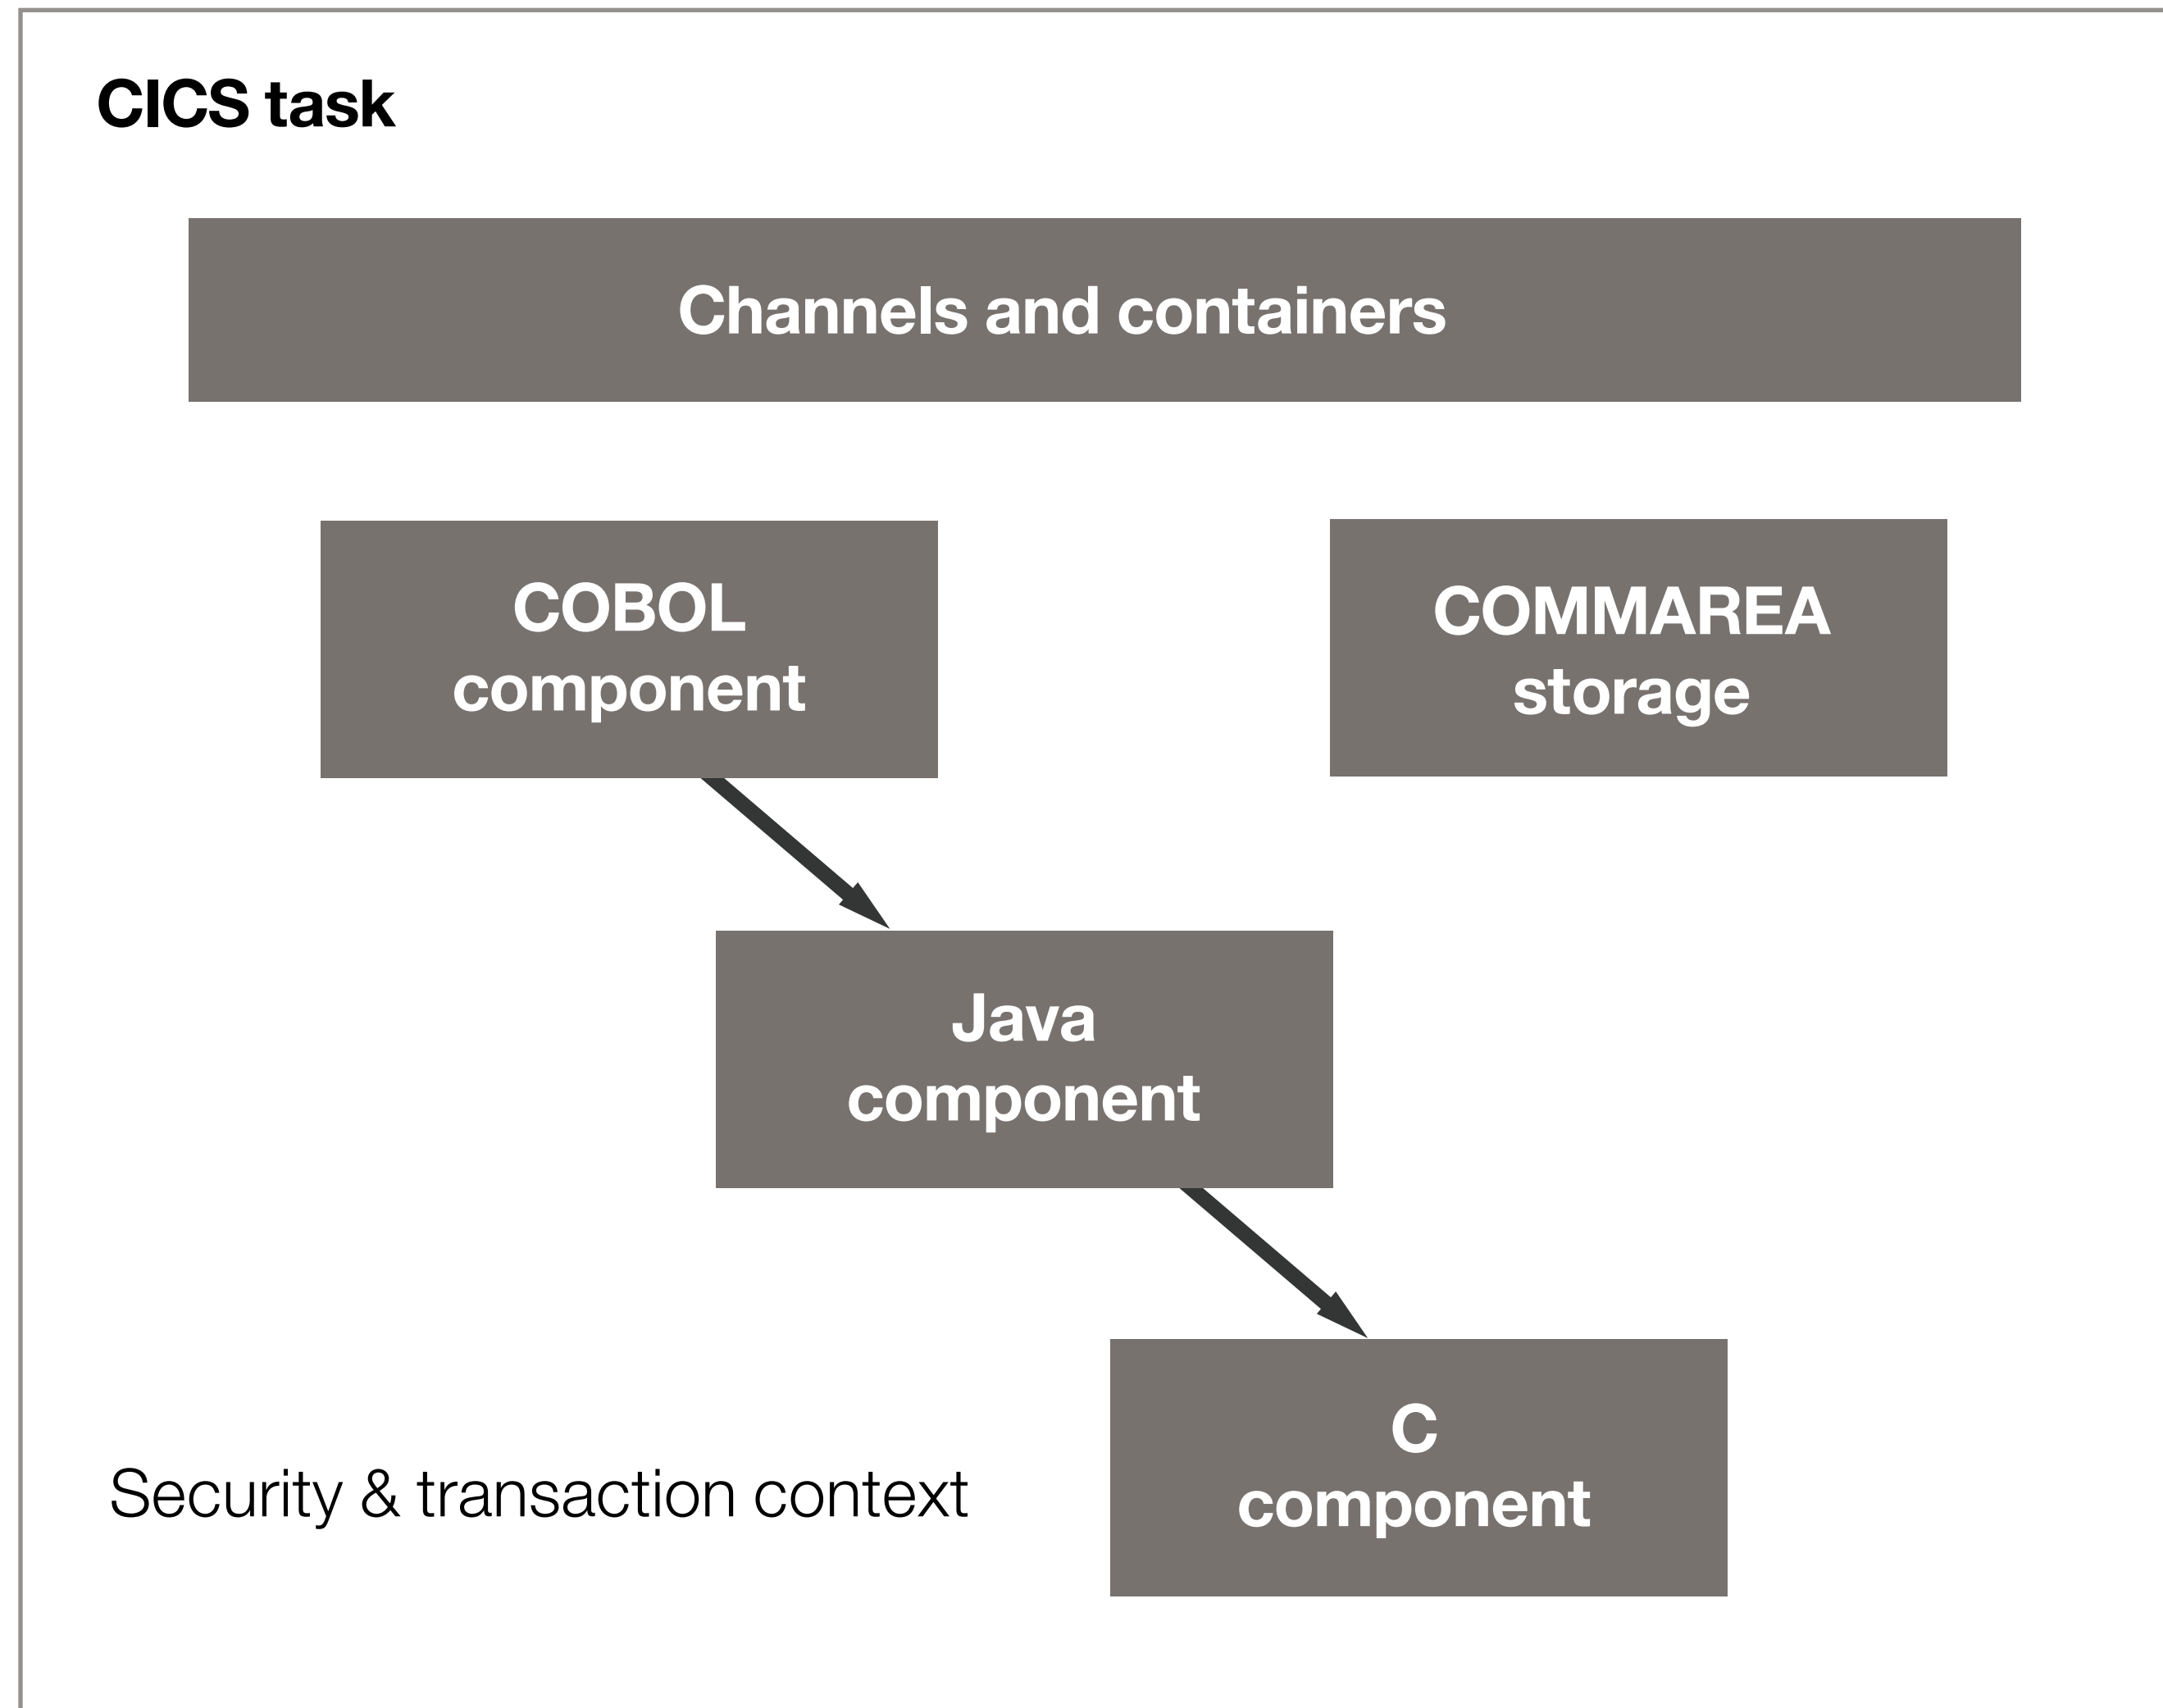 CICS task
Channels and containers
COBOL
component
COMMAREA
storage
Java
component
C
component
Security & transaction context